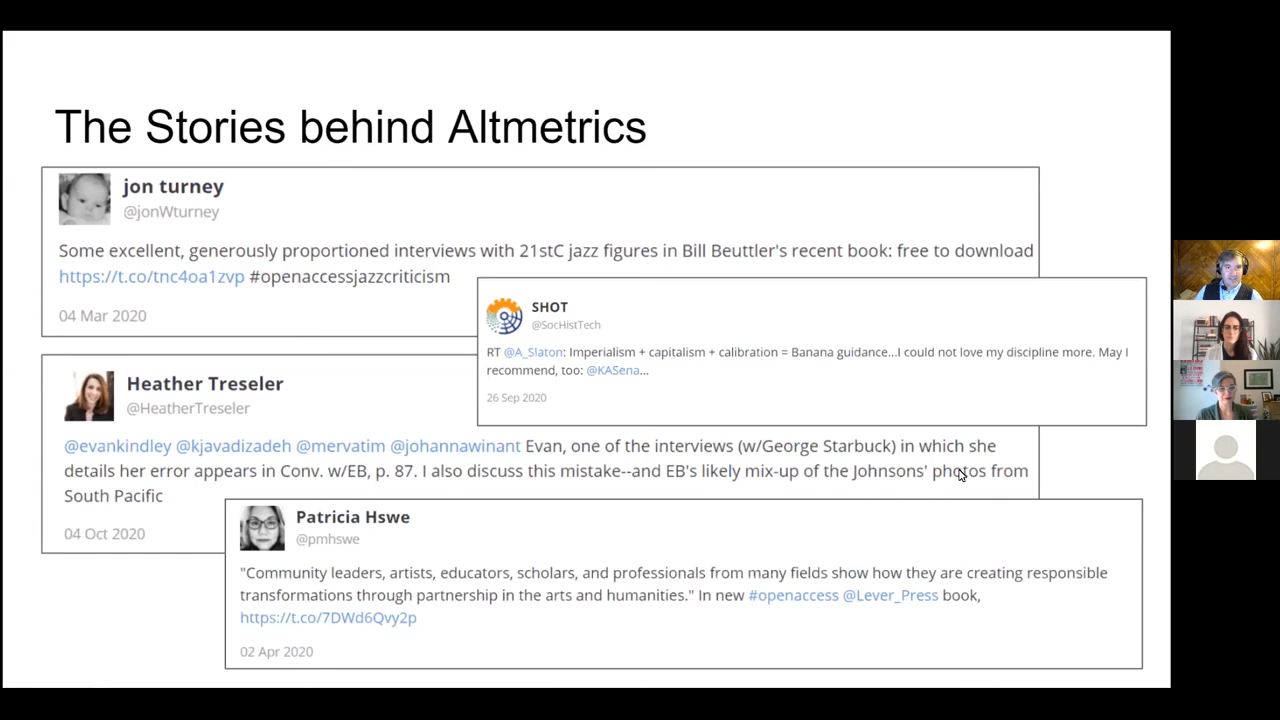 The Stories behind Altmetrics
jon turney
@jonWturney
Some excellent, generously proportioned interviews with 21stC jazz figures in Bill Beuttler's recent book: free to download
https://t.co/tnc4oa1zvp #openaccessjazzcriticism
04 Mar 2020
SHOT
@SocHistTech
RT @A_Slaton: Imperialism + capitalism + calibration = Banana guidance...I could not love my discipline more. May I
recommend, too: @KASena...
26 Sep 2020
Heather Treseler
@HeatherTreseler
@evankindley @kjavadizadeh @mervatim @johannawinant Evan, one of the interviews (w/George Starbuck) in which she
details her error appears in Conv. w/EB, p. 87. I also discuss this mistake--and EB's likely mix-up of the Johnsons' photos from
South Pacific
04 Oct 2020
Patricia Hswe
@pmhswe
"Community leaders, artists, educators, scholars, and professionals from many fields show how they are creating responsible
transformations through partnership in the arts and humanities." In new #openaccess @Lever_Press book,
https://t.co/7DWd6Qvy2p
02 Apr 2020